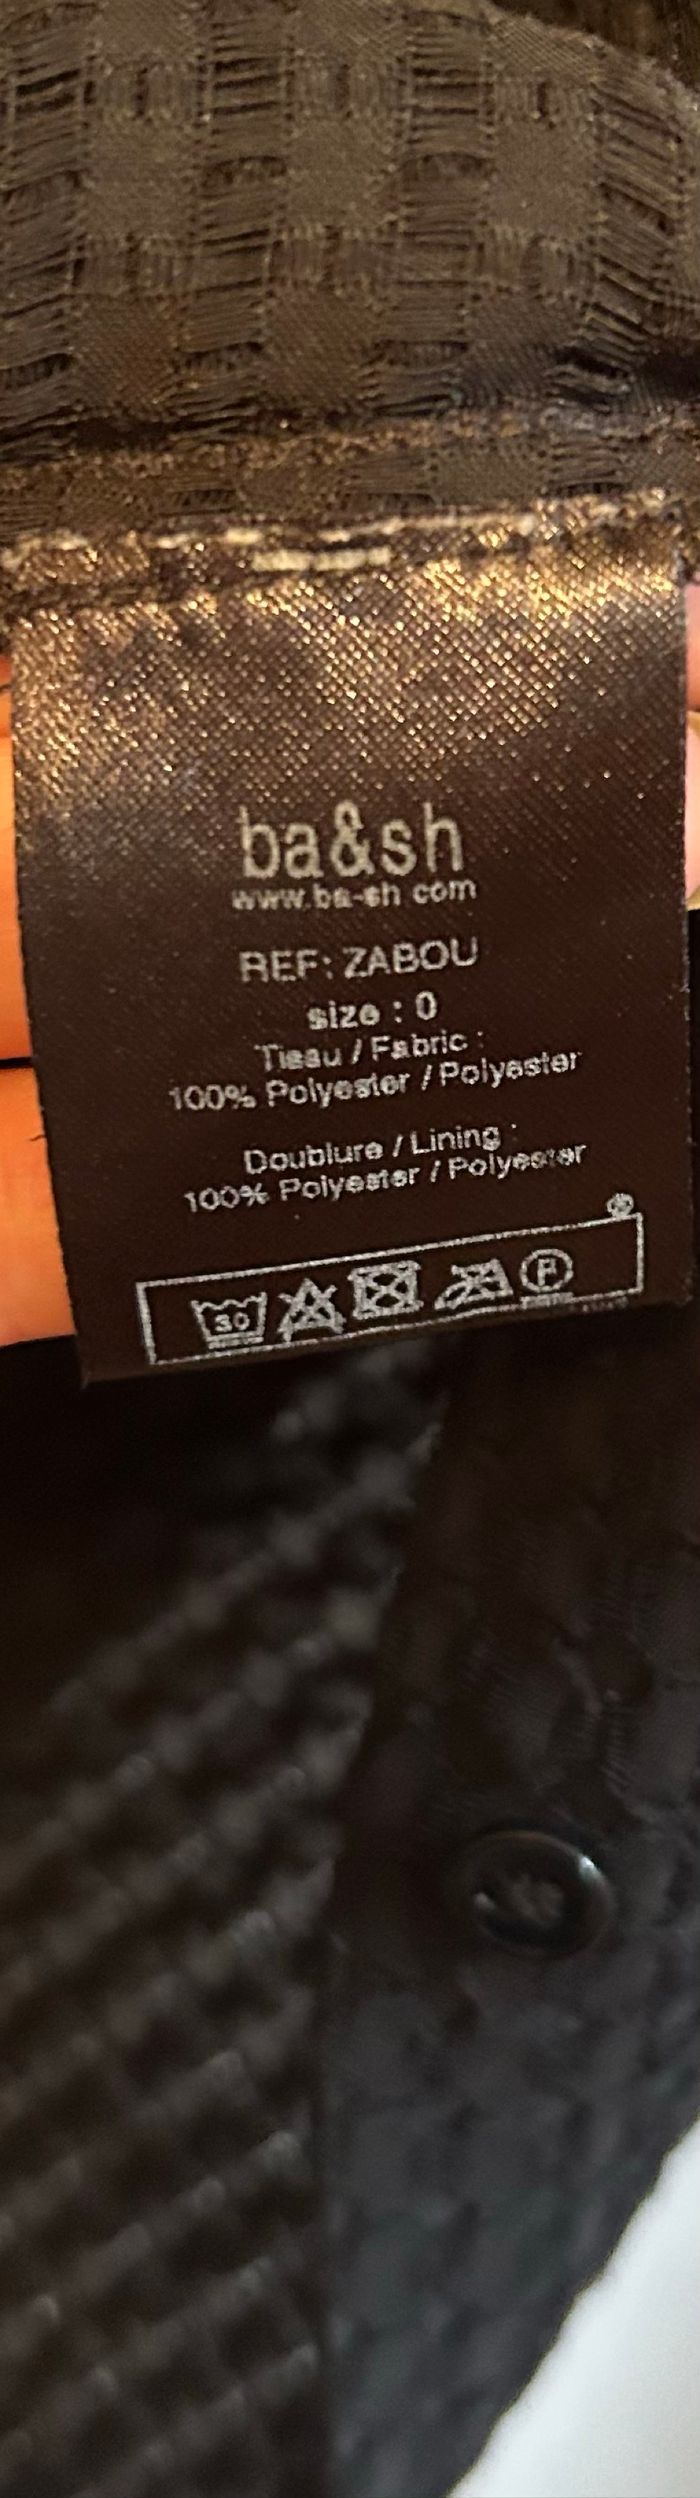 ba&sh
www.ba-sh.com
REF: ZABOU
size : 0
Tissu / Fabric :
100% Polyester / Polyester
Doublure / Lining :
100% Polyester / Polyester
30
P